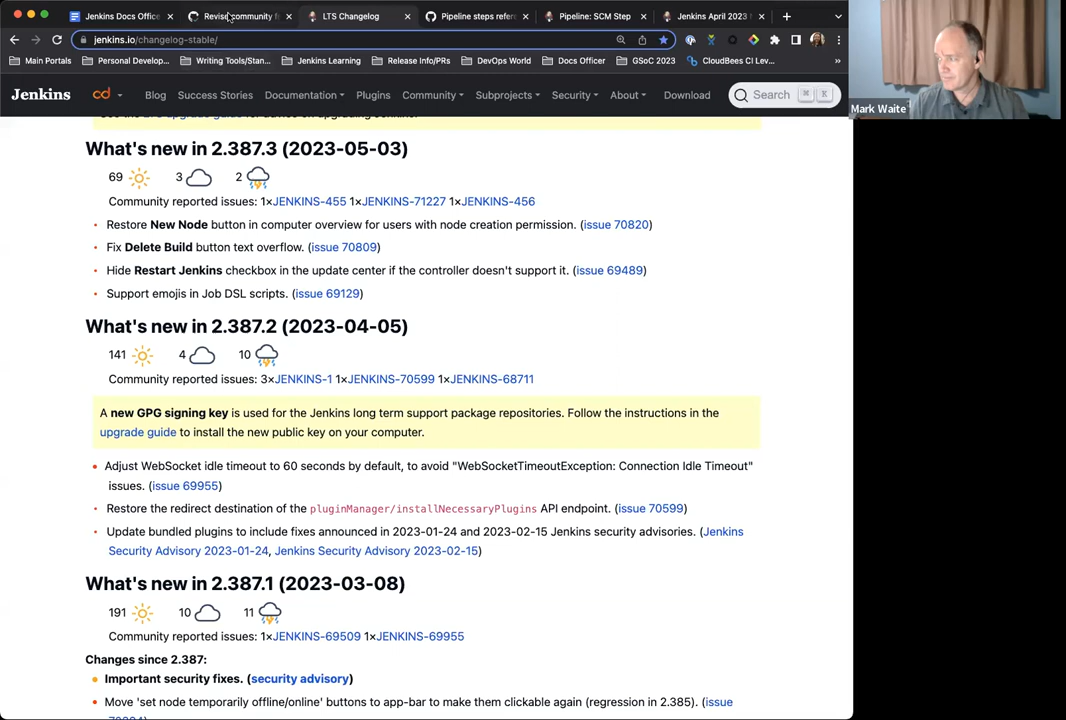 Jenkins Docs Office
Revise community f
LTS Changelog
Pipeline steps refere
Pipeline: SCM Step
Jenkins April 2023
jenkins.io/changelog-stable/
Main Portals
Personal Develop...
Writing Tools/Stan...
Jenkins Learning
Release Info/PRs
DevOps World
Docs Officer
GSoC 2023
CloudBees CI Lev...
Jenkins
cd
Blog
Success Stories
Documentation
Plugins
Community
Subprojects
Security
About
Download
Search
⌘
K
Mark Waite
What's new in 2.387.3 (2023-05-03)
69
3
2
Community reported issues: 1×JENKINS-455 1×JENKINS-71227 1×JENKINS-456
• Restore New Node button in computer overview for users with node creation permission. (issue 70820)
• Fix Delete Build button text overflow. (issue 70809)
• Hide Restart Jenkins checkbox in the update center if the controller doesn't support it. (issue 69489)
• Support emojis in Job DSL scripts. (issue 69129)
What's new in 2.387.2 (2023-04-05)
141
4
10
Community reported issues: 3×JENKINS-1 1×JENKINS-70599 1×JENKINS-68711
A new GPG signing key is used for the Jenkins long term support package repositories. Follow the instructions in the
upgrade guide to install the new public key on your computer.
• Adjust WebSocket idle timeout to 60 seconds by default, to avoid "WebSocketTimeoutException: Connection Idle Timeout"
issues. (issue 69955)
• Restore the redirect destination of the pluginManager/installNecessaryPlugins API endpoint. (issue 70599)
• Update bundled plugins to include fixes announced in 2023-01-24 and 2023-02-15 Jenkins security advisories. (Jenkins
Security Advisory 2023-01-24, Jenkins Security Advisory 2023-02-15)
What's new in 2.387.1 (2023-03-08)
191
10
11
Community reported issues: 1×JENKINS-69509 1×JENKINS-69955
Changes since 2.387:
• Important security fixes. (security advisory)
• Move 'set node temporarily offline/online' buttons to app-bar to make them clickable again (regression in 2.385). (issue